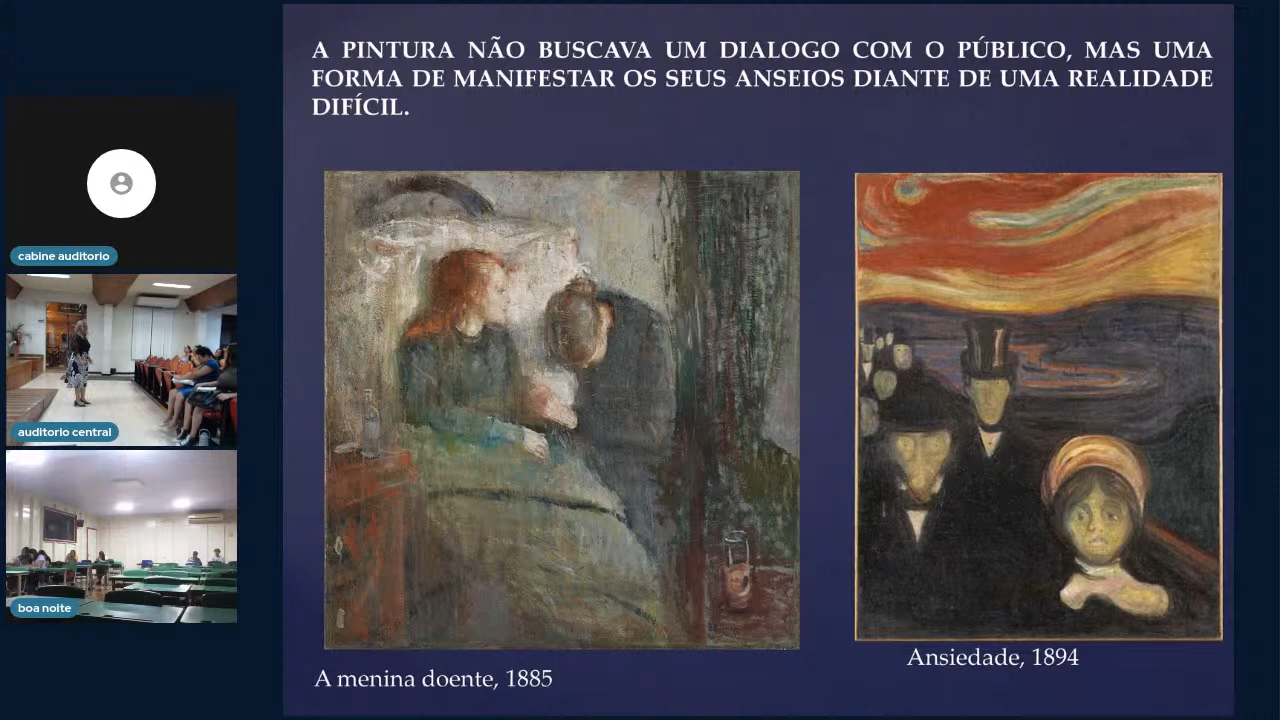 A PINTURA NÃO BUSCAVA UM DIALOGO COM O PÚBLICO, MAS UMA
FORMA DE MANIFESTAR OS SEUS ANSEIOS DIANTE DE UMA REALIDADE
DIFÍCIL.
cabine auditorio
auditorio central
boa noite
A menina doente, 1885
Ansiedade, 1894